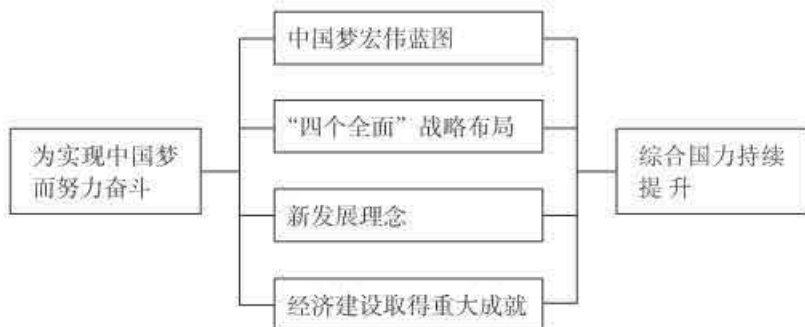 为实现中国梦
而努力奋斗
中国梦宏伟蓝图
“四个全面”战略布局
新发展理念
经济建设取得重大成就
综合国力持续
提 升